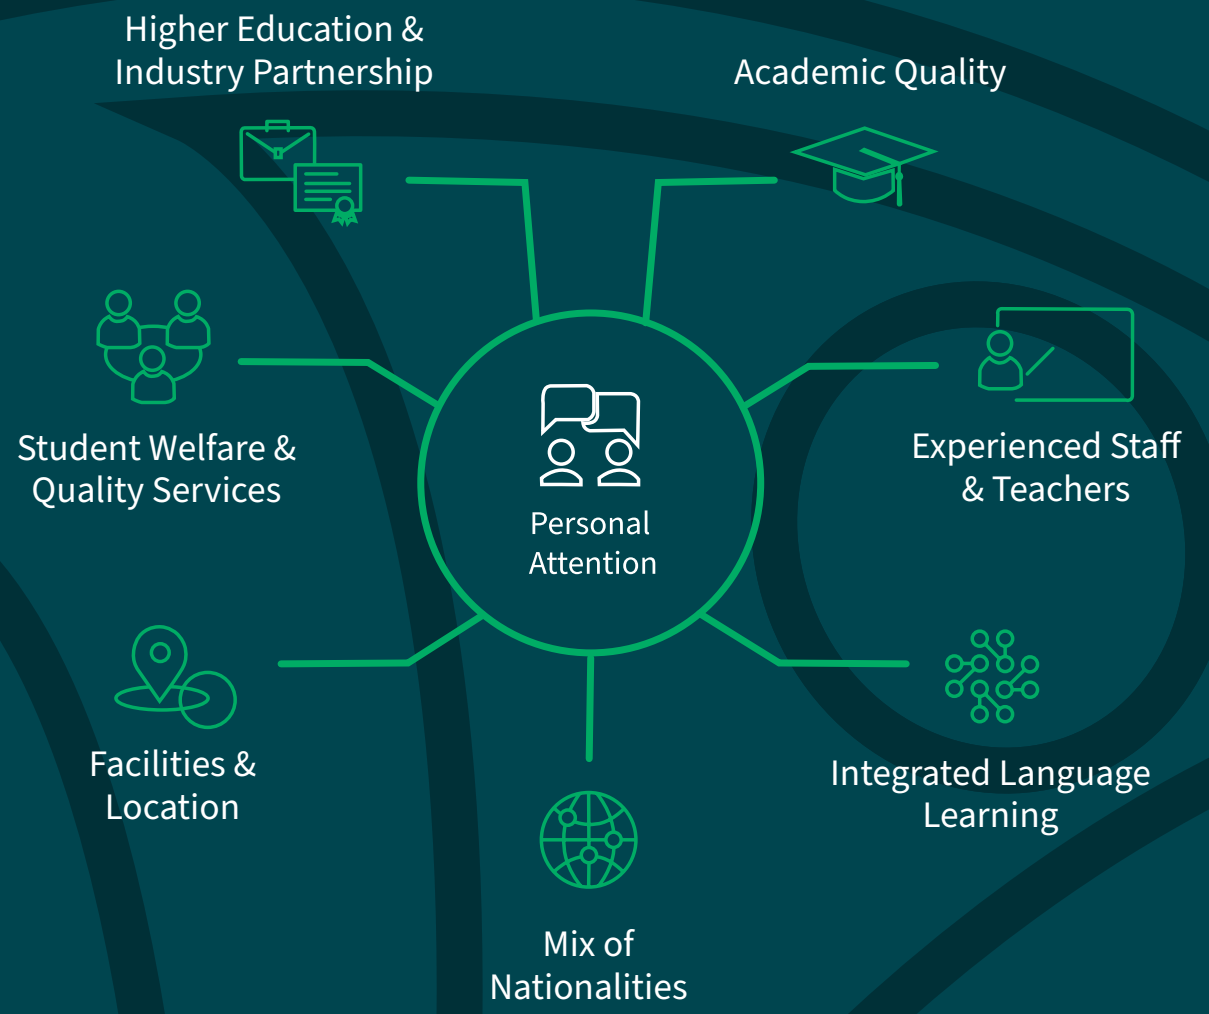 Higher Education &
Industry Partnership
Academic Quality
Student Welfare &
Quality Services
Experienced Staff
& Teachers
Personal
Attention
Facilities &
Location
Integrated Language
Learning
Mix of
Nationalities